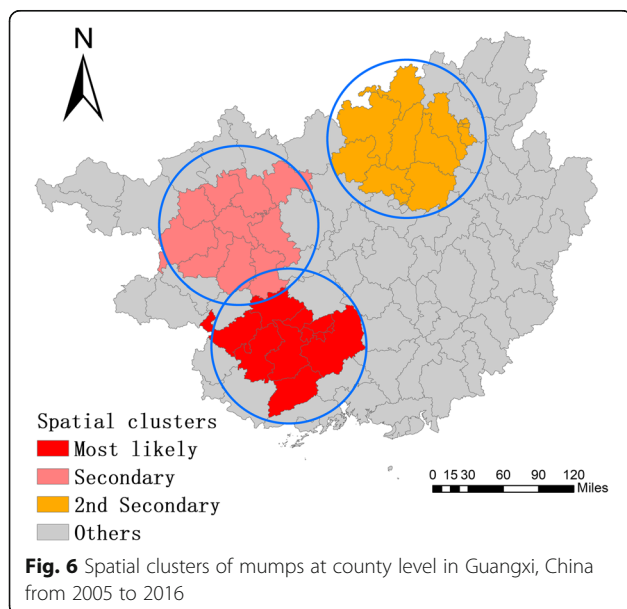 N
Spatial clusters
Most likely
Secondary
2nd Secondary
Others
0 15 30 60 90 120
Miles
Fig. 6 Spatial clusters of mumps at county level in Guangxi, China
from 2005 to 2016